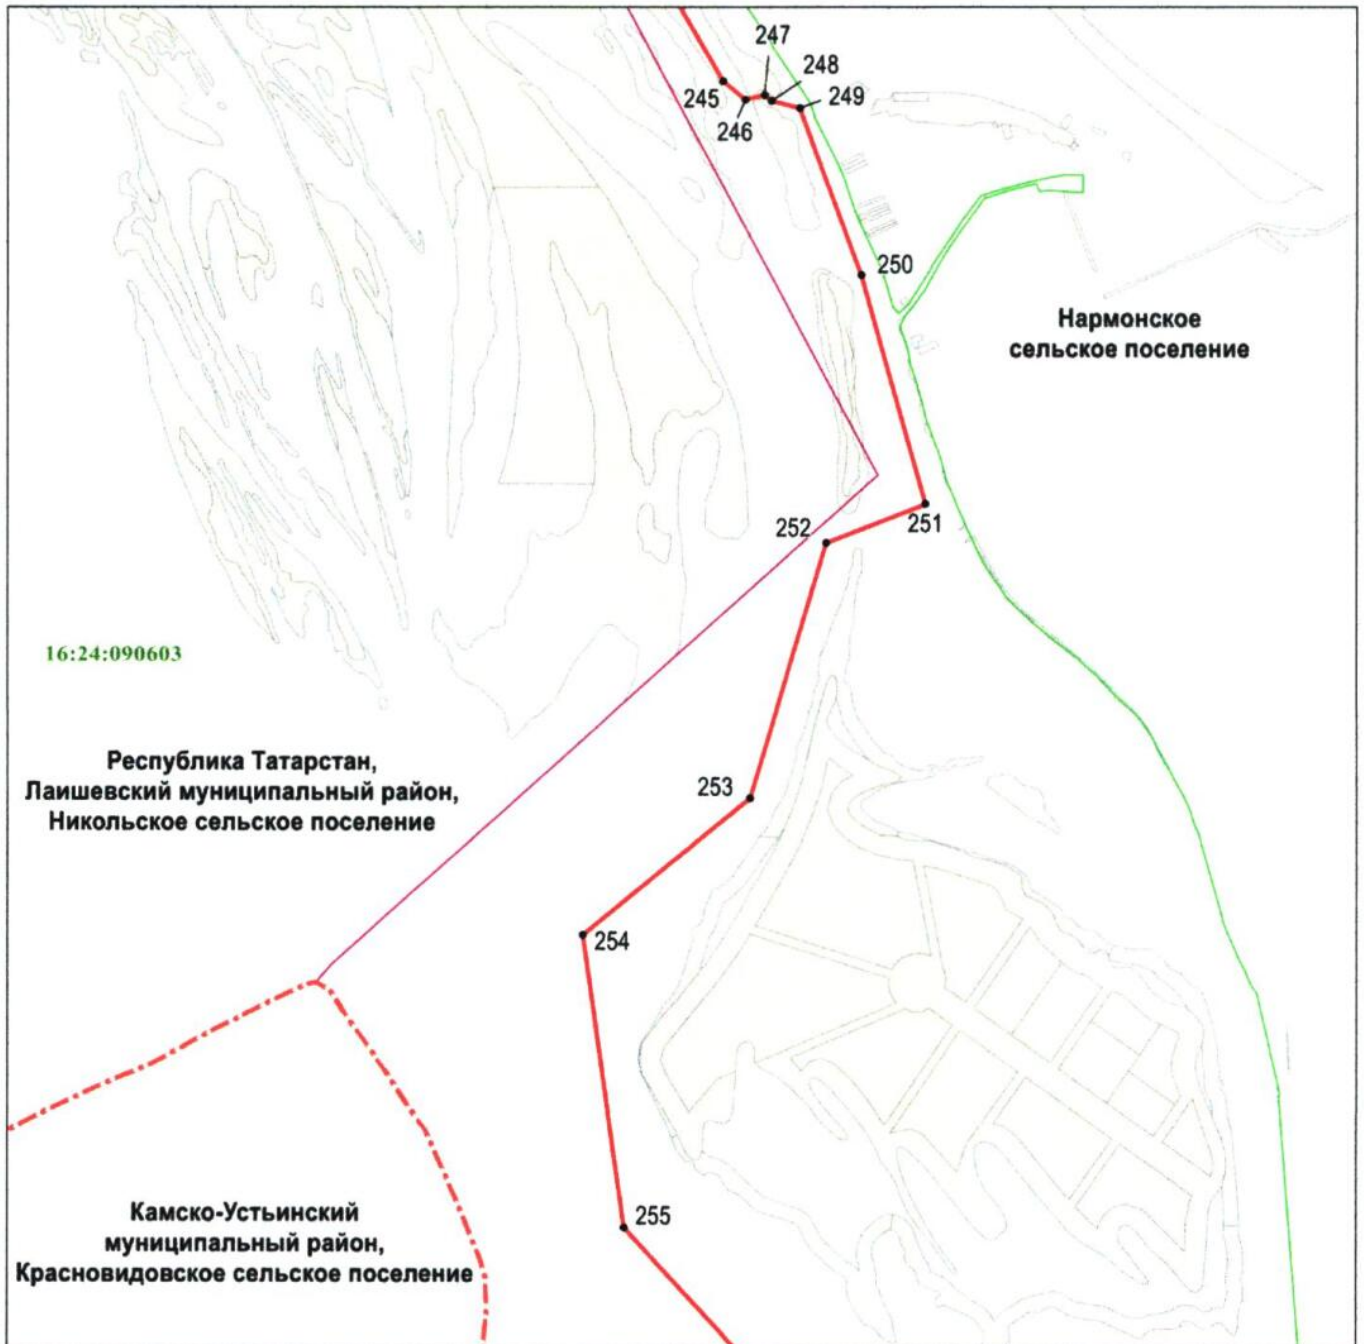 247
248
245
249
246
250
Нармонское
сельское поселение
252
251
16:24:090603
Республика Татарстан,
Лаишевский муниципальный район,
Никольское сельское поселение
253
254
Камско-Устьинский
муниципальный район,
Красновидовское сельское поселение
255